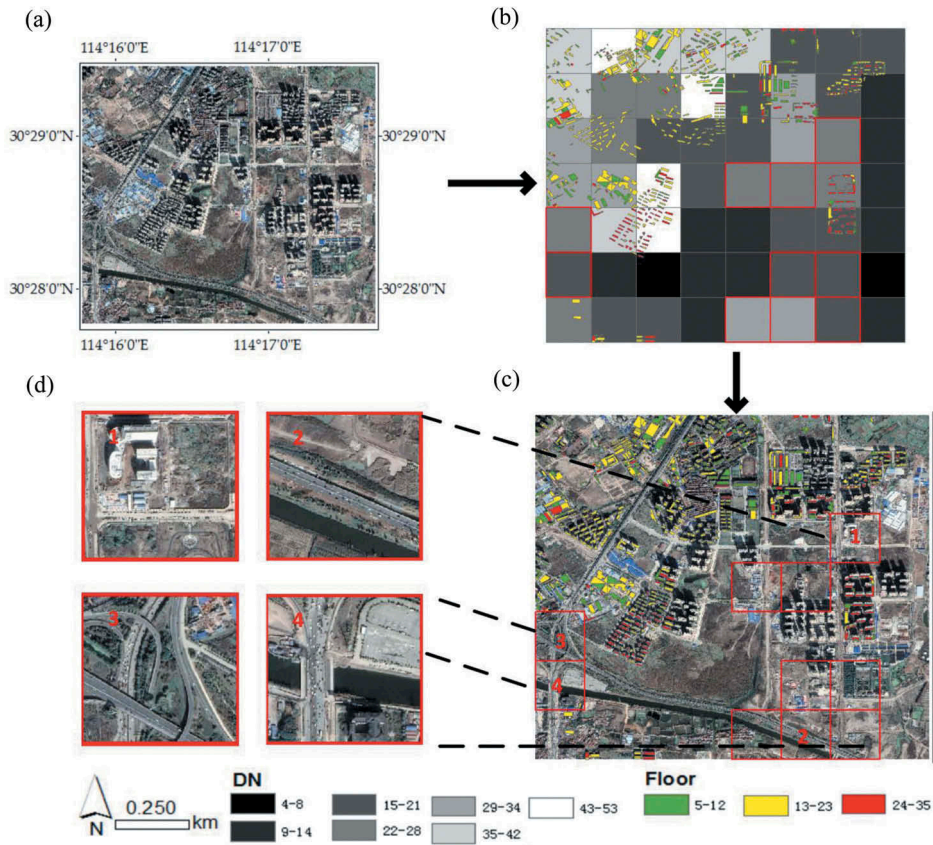 (a)
(b)
114°16'0"E 114°17'0"E
30°29'0"N 30°29'0"N
30°28'0"N 30°28'0"N
114°16'0"E 114°17'0"E
(d)
(c)
1
2
3
4
1
3
4
2
DN
Floor
4-8 15-21 29-34 43-53 5-12 13-23 24-35
9-14 22-28 35-42
0.250
km
N